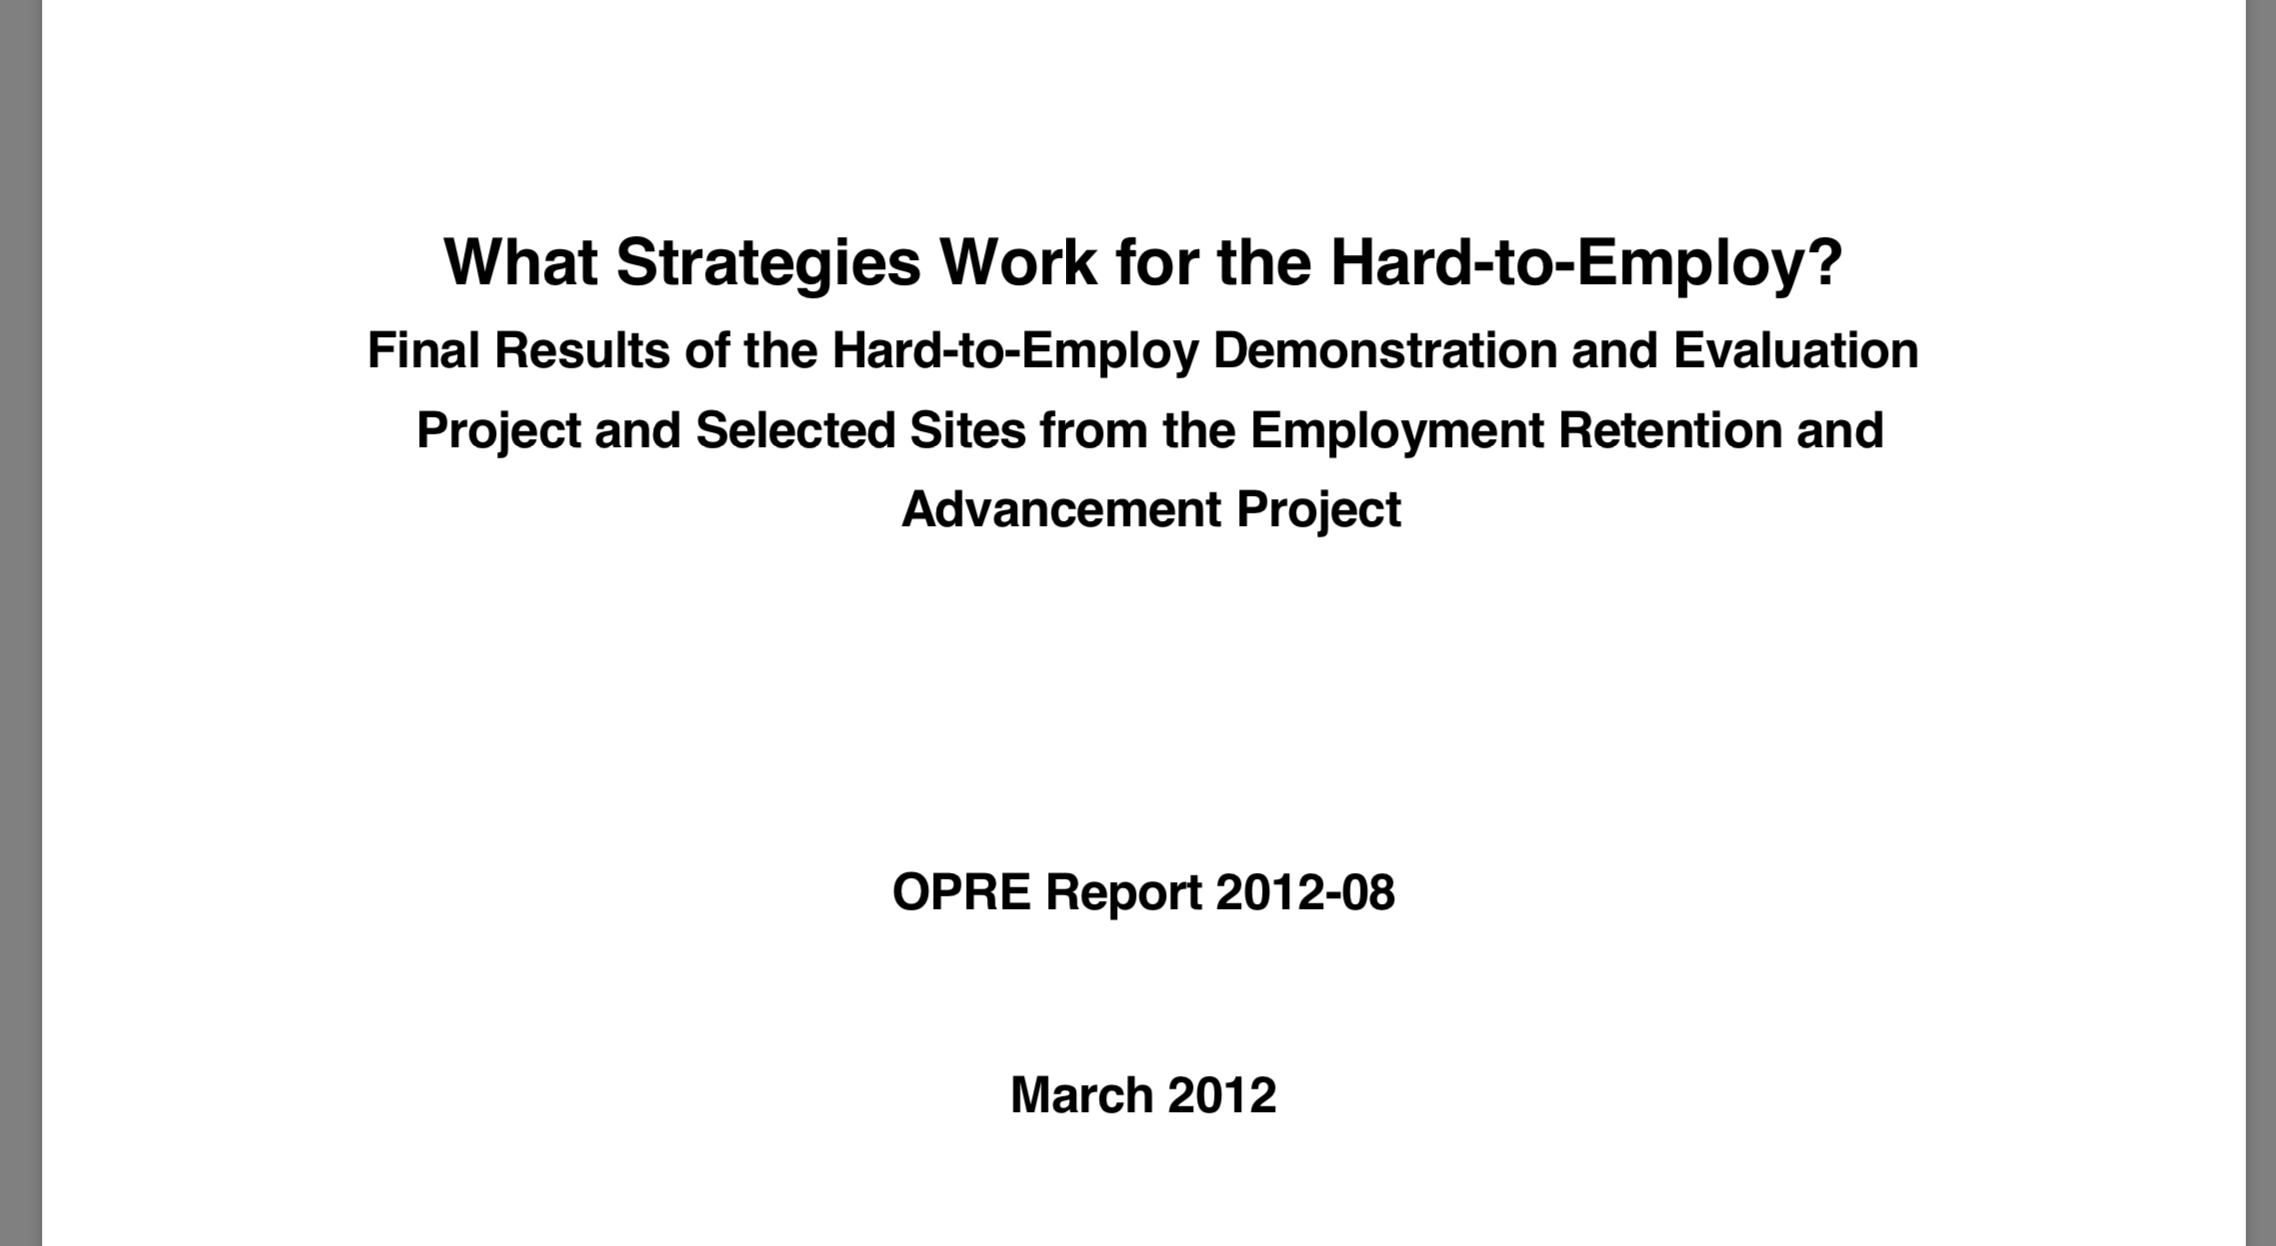 What Strategies Work for the Hard-to-Employ?
Final Results of the Hard-to-Employ Demonstration and Evaluation
Project and Selected Sites from the Employment Retention and
Advancement Project
OPRE Report 2012-08
March 2012